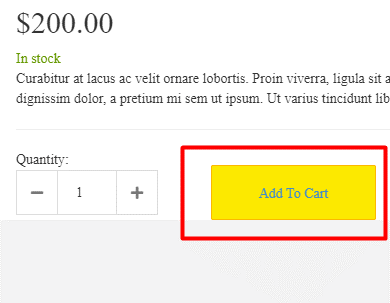 $200.00
In stock
Curabitur at lacus ac velit ornare lobortis. Proin viverra, ligula sit a
dignissim dolor, a pretium mi sem ut ipsum. Ut varius tincidunt lib
Quantity:
− 1 + Add To Cart